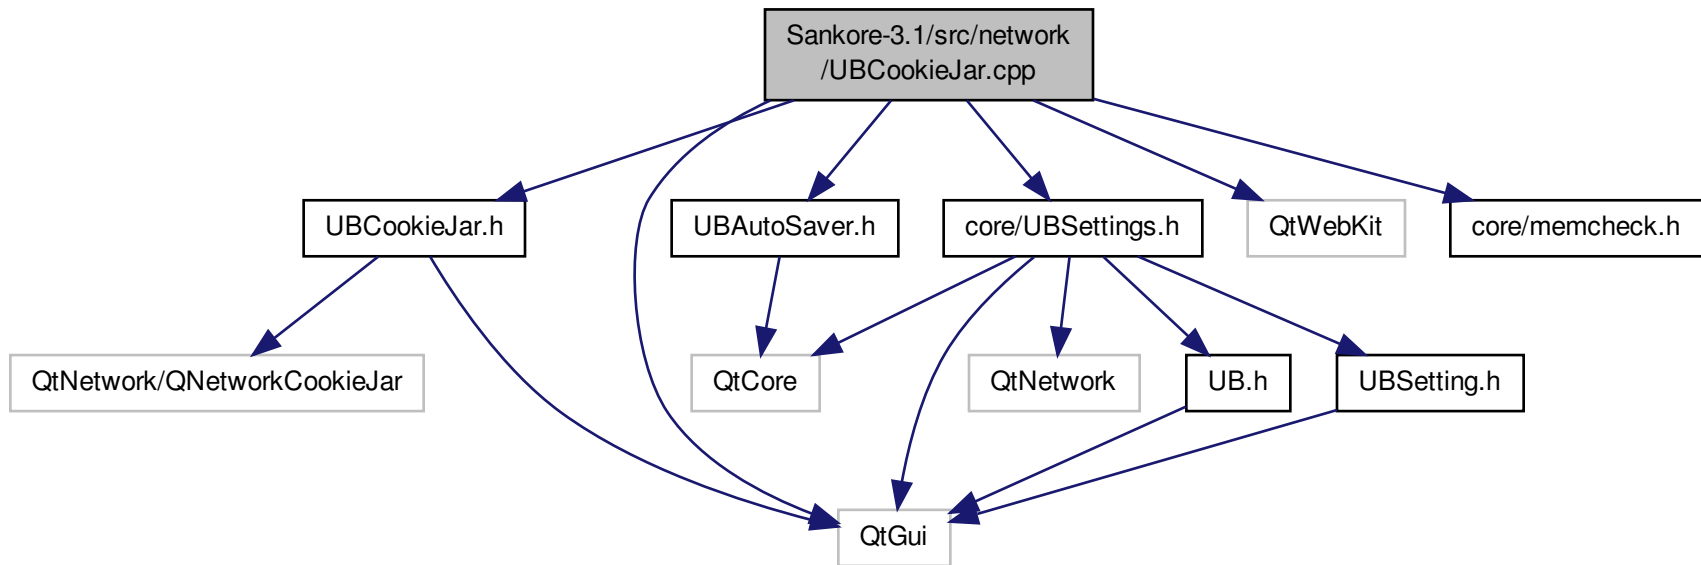 Sankore-3.1/src/network
/UBCookieJar.cpp
UBCookieJar.h
UBAutoSaver.h
core/UBSettings.h
QtWebKit
core/memcheck.h
QtNetwork/QNetworkCookieJar
QtCore
QtNetwork
UB.h
UBSetting.h
QtGui